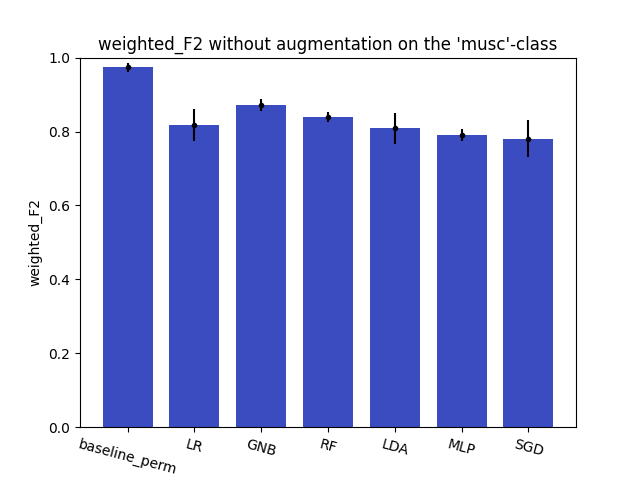 weighted_F2 without augmentation on the 'musc'-class
1.0
0.8
0.6
0.4
0.2
0.0
weighted_F2
baseline_perm LR GNB RF LDA MLP SGD